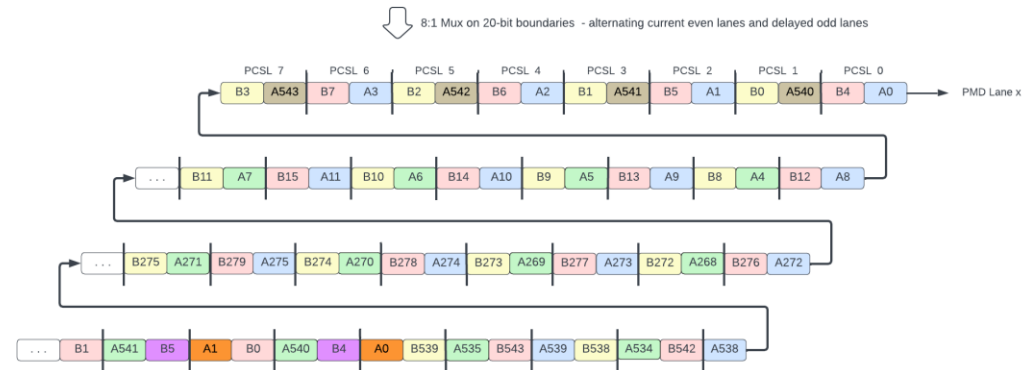 8:1 Mux on 20-bit boundaries - alternating current even lanes and delayed odd lanes
PCSL 7 PCSL 6 PCSL 5 PCSL 4 PCSL 3 PCSL 2 PCSL 1 PCSL 0
B3 A543 B7 A3 B2 A542 B6 A2 B1 A541 B5 A1 B0 A540 B4 A0 PMD Lane x
. . . B11 A7 B15 A11 B10 A6 B14 A10 B9 A5 B13 A9 B8 A4 B12 A8
. . . B275 A271 B279 A275 B274 A270 B278 A274 B273 A269 B277 A273 B272 A268 B276 A272
. . . B1 A541 B5 A1 B0 A540 B4 A0 B539 A535 B543 A539 B538 A534 B542 A538